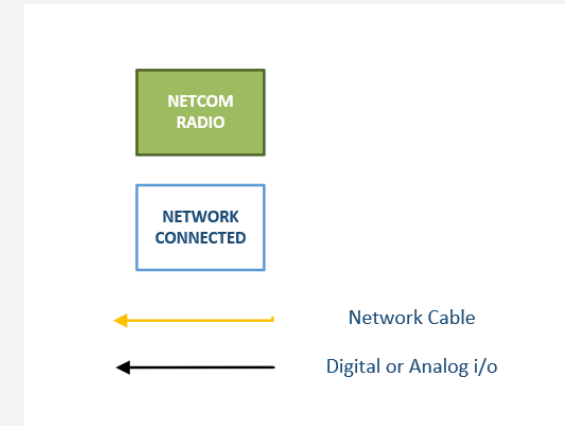 NETCOM
RADIO
NETWORK
CONNECTED
Network Cable
Digital or Analog i/o